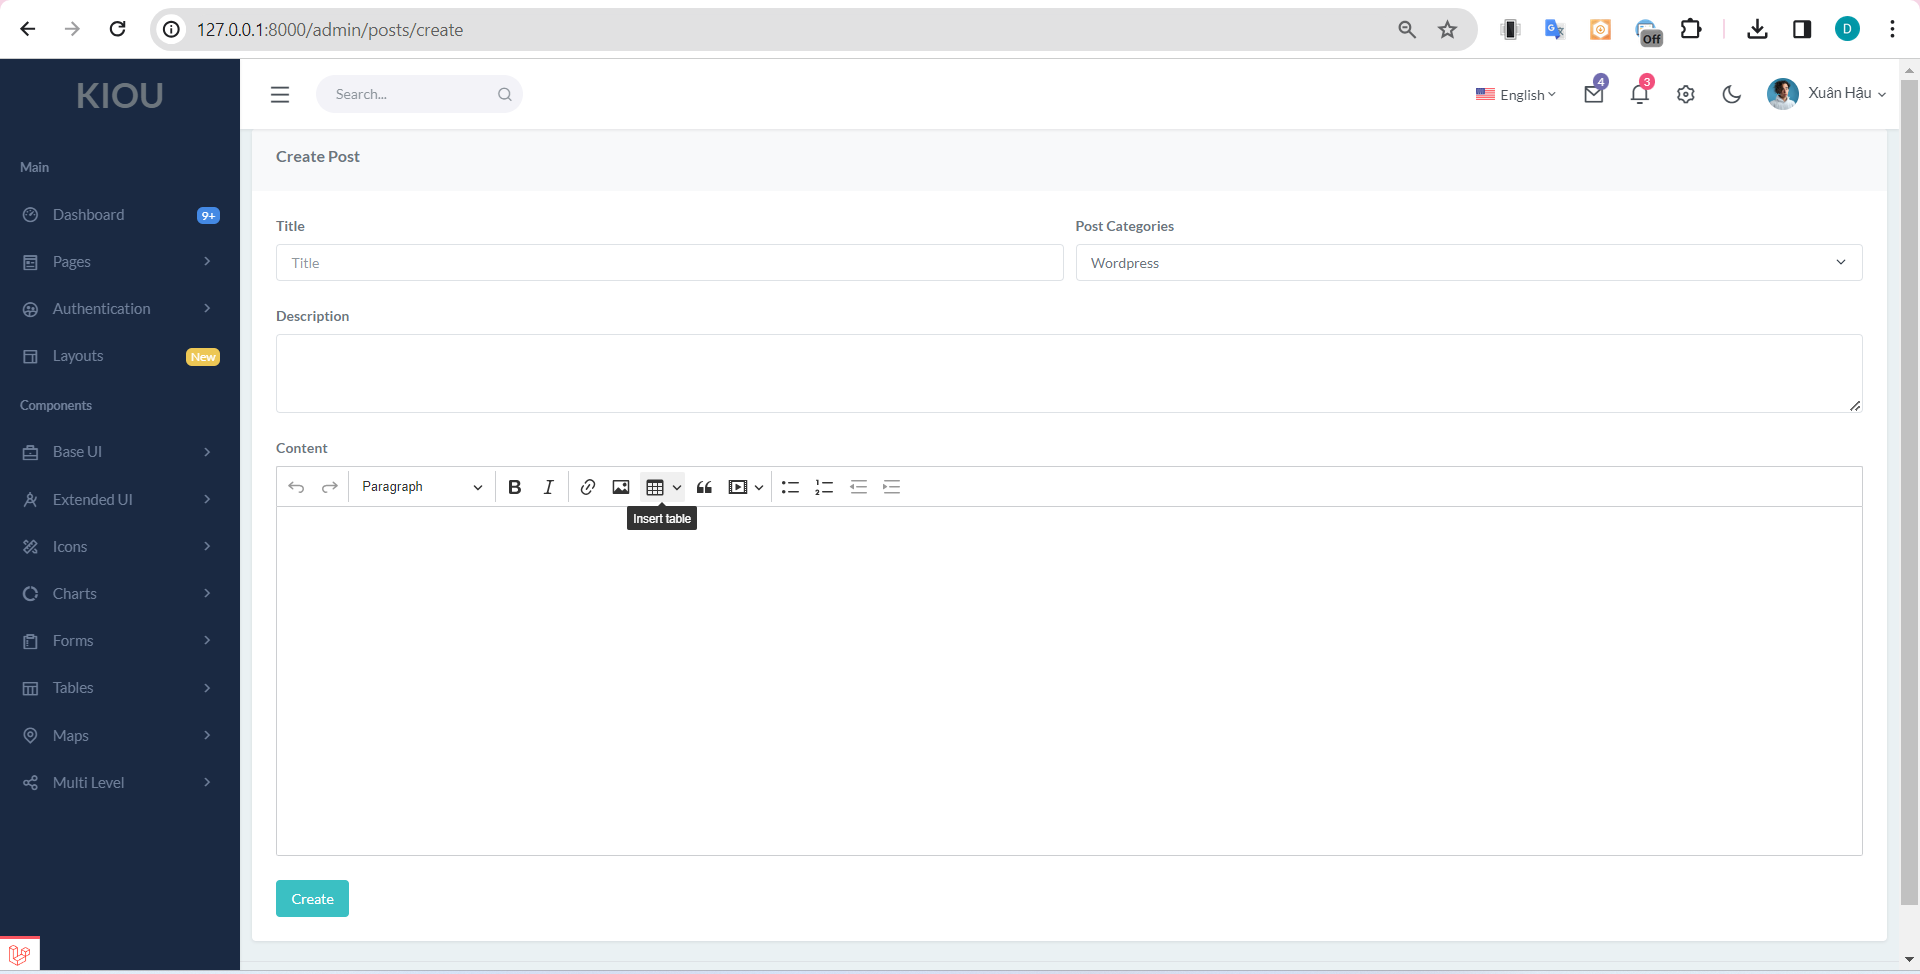 127.0.0.1:8000/admin/posts/create
Off
D
KIOU
Search...
English
4
3
Xuân Hậu
Main
Dashboard
9+
Pages
Authentication
Layouts
New
Components
Base UI
Extended UI
Icons
Charts
Forms
Tables
Maps
Multi Level
Create Post
Title
Post Categories
Title
Wordpress
Description
Content
Paragraph
B I
Insert table
Create